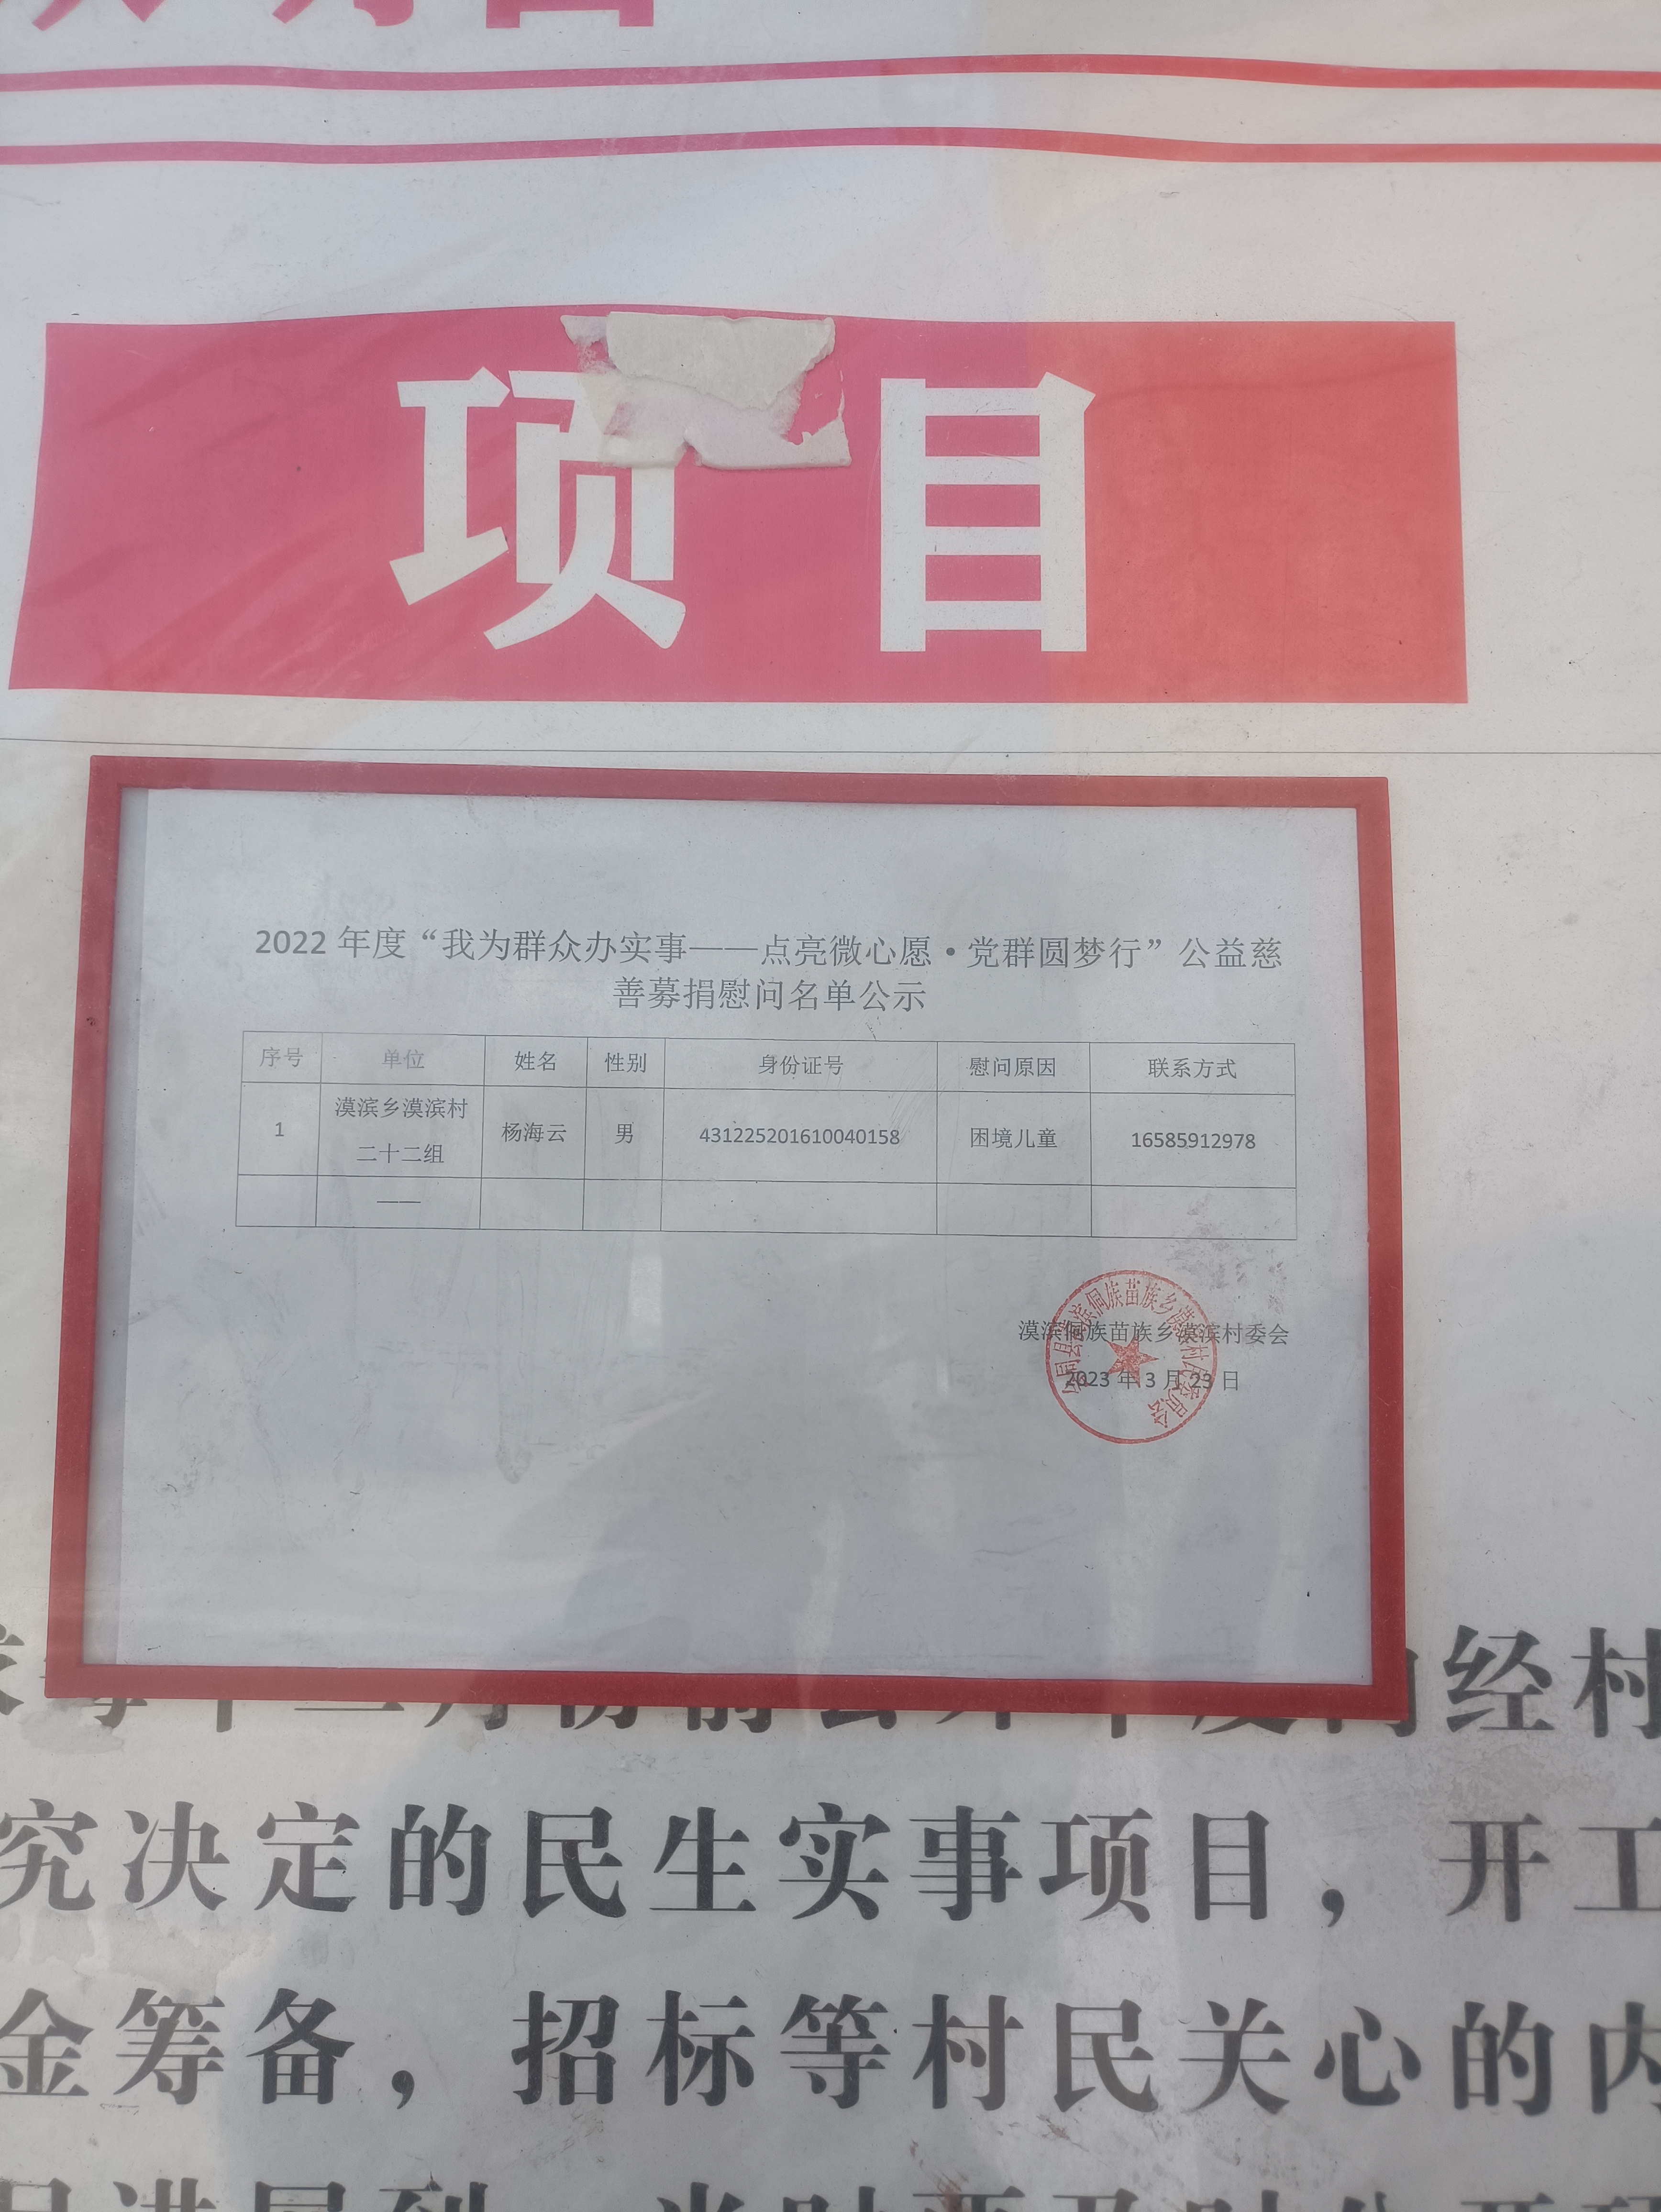 项目
2022 年度“我为群众办实事——点亮微心愿·党群圆梦行”公益慈
善募捐慰问名单公示
序号 单位 姓名 性别 身份证号 慰问原因 联系方式
1 漠滨乡漠滨村二十二组 杨海云 男 431225201610040158 困境儿童 16585912978
——
漠滨侗族苗族乡漠滨村委会
2023 年 3 月 23 日
经村
究决定的民生实事项目，开工
金筹备，招标等村民关心的内